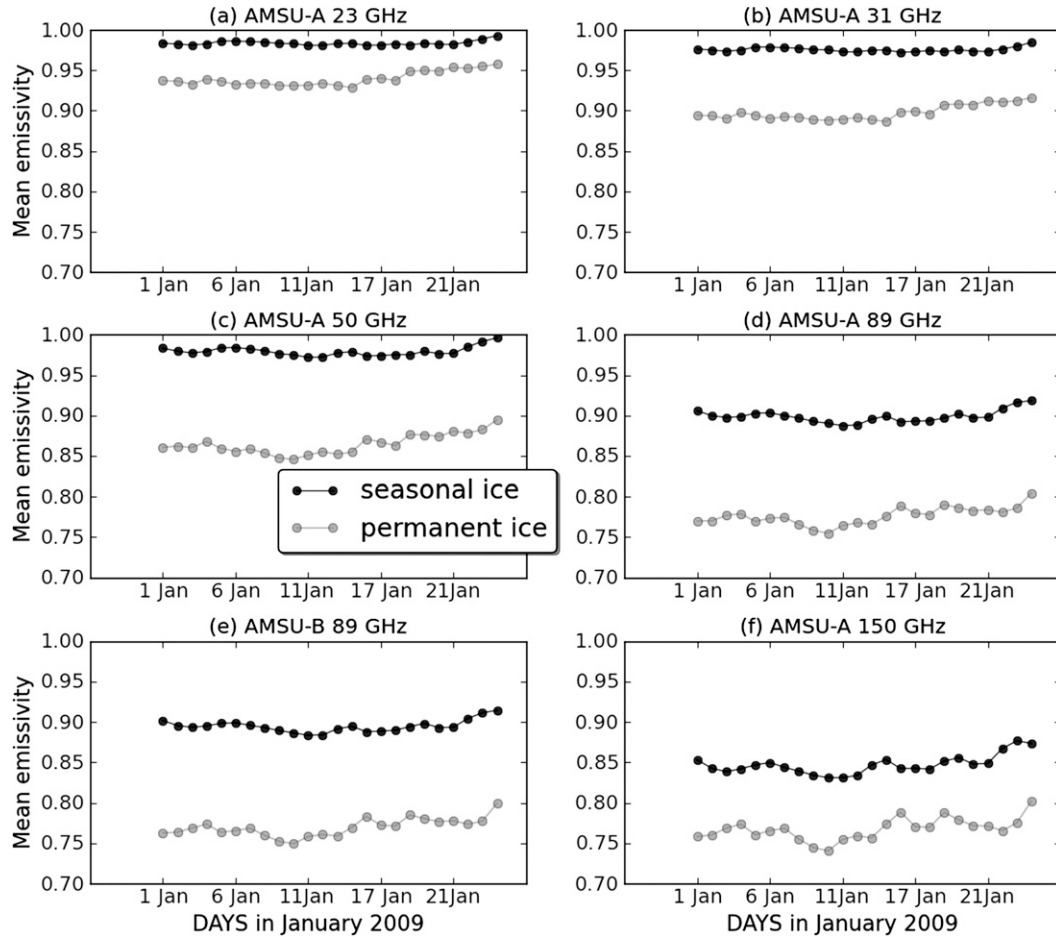 (a) AMSU-A 23 GHz
1.00
0.95
0.90
0.85
0.80
0.75
0.70
Mean emissivity
1 Jan 6 Jan 11Jan 17 Jan 21Jan
(b) AMSU-A 31 GHz
1.00
0.95
0.90
0.85
0.80
0.75
0.70
1 Jan 6 Jan 11Jan 17 Jan 21Jan
(c) AMSU-A 50 GHz
1.00
0.95
0.90
0.85
0.80
0.75
0.70
Mean emissivity
seasonal ice
permanent ice
1 Jan 6 Jan 11Jan 17 Jan 21Jan
(d) AMSU-A 89 GHz
1.00
0.95
0.90
0.85
0.80
0.75
0.70
1 Jan 6 Jan 11Jan 17 Jan 21Jan
(e) AMSU-B 89 GHz
1.00
0.95
0.90
0.85
0.80
0.75
0.70
Mean emissivity
1 Jan 6 Jan 11Jan 17 Jan 21Jan
DAYS in January 2009
(f) AMSU-A 150 GHz
1.00
0.95
0.90
0.85
0.80
0.75
0.70
1 Jan 6 Jan 11Jan 17 Jan 21Jan
DAYS in January 2009